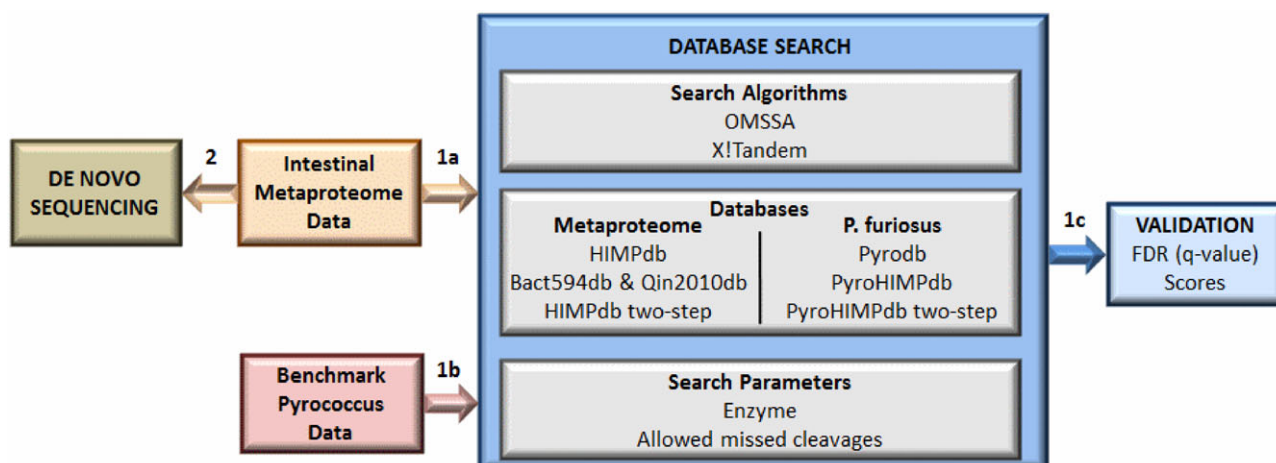 DATABASE SEARCH
Search Algorithms
OMSSA
X!Tandem
DE NOVO
SEQUENCING
2
Intestinal
Metaproteome
Data
1a
Databases
Metaproteome
HIMPdb
Bact594db & Qin2010db
HIMPdb two-step
P. furiosus
Pyrodb
PyroHIMPdb
PyroHIMPdb two-step
1c
VALIDATION
FDR (q-value)
Scores
Benchmark
Pyrococcus
Data
1b
Search Parameters
Enzyme
Allowed missed cleavages